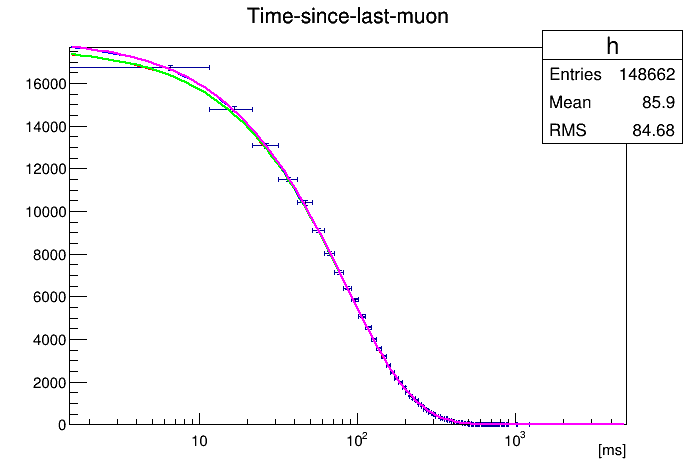 Time-since-last-muon
h
Entries 148662
Mean 85.9
RMS 84.68
16000
14000
12000
10000
8000
6000
4000
2000
0
10 10² 10³
[ms]